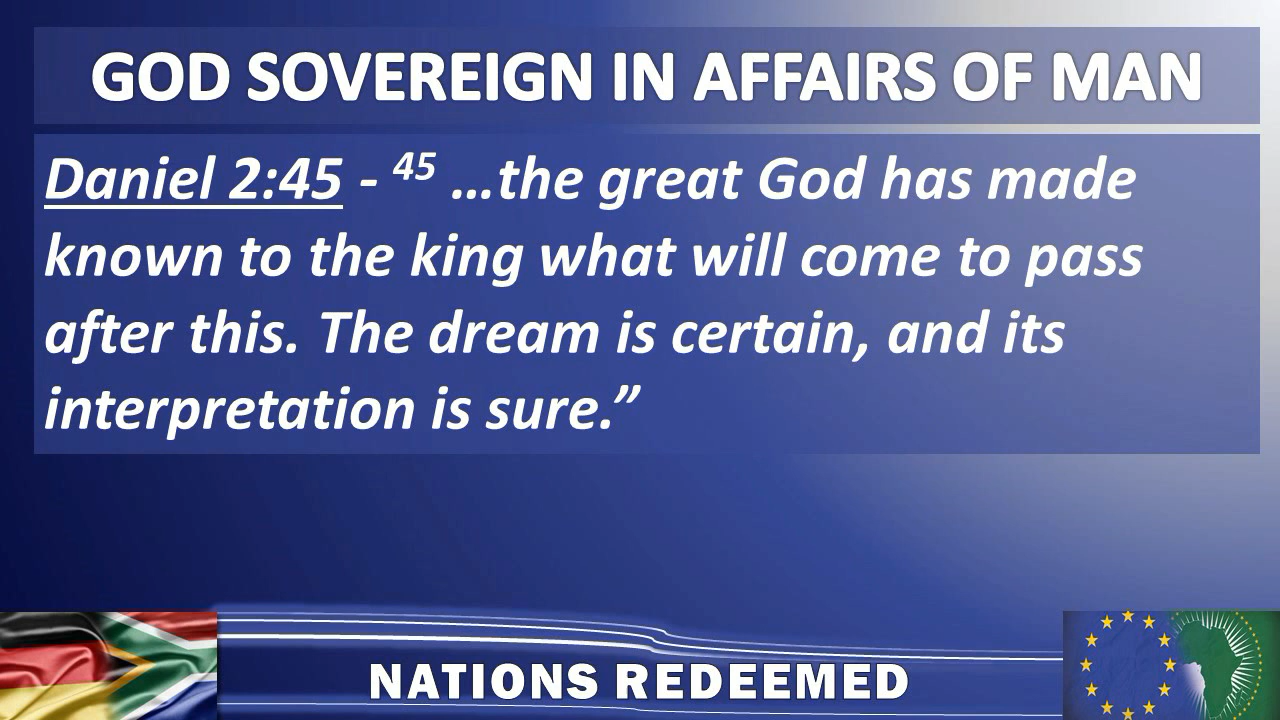 GOD SOVEREIGN IN AFFAIRS OF MAN
Daniel 2:45 - 45 …the great God has made
known to the king what will come to pass
after this. The dream is certain, and its
interpretation is sure.”
NATIONS REDEEMED